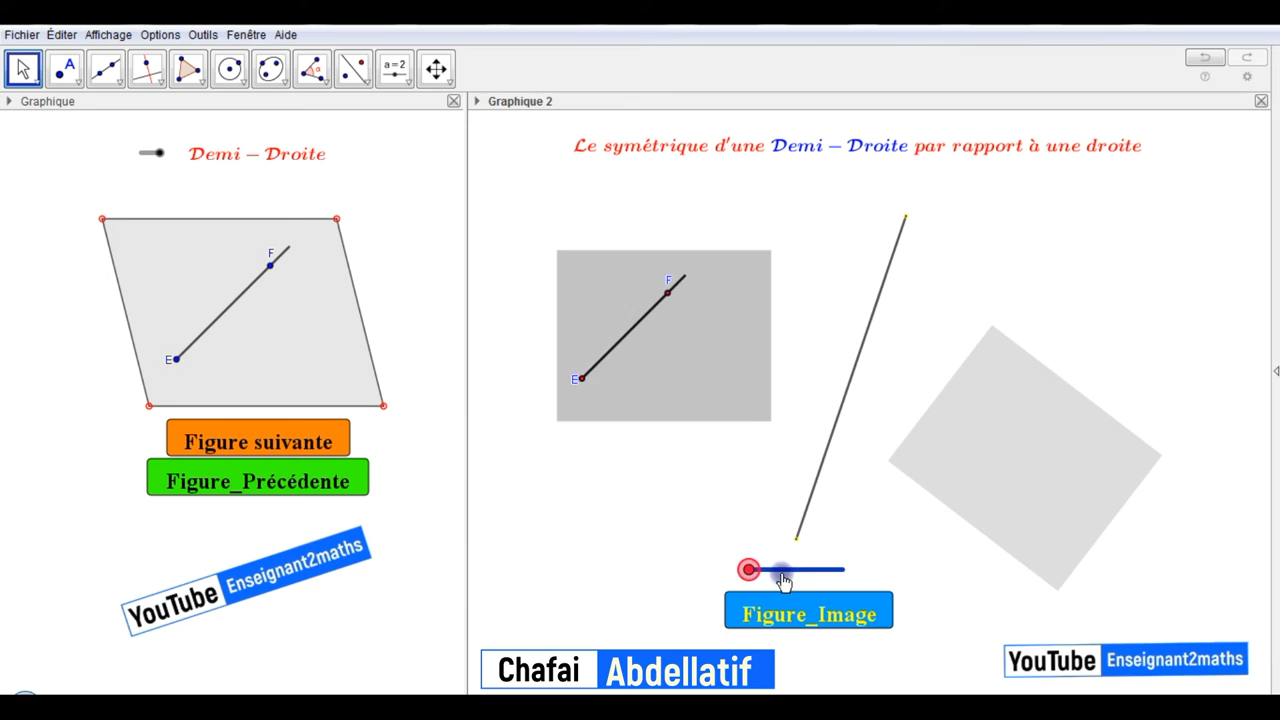 Fichier Éditer Affichage Options Outils Fenêtre Aide
A
α
a = 2
Graphique
Graphique 2
Demi − Droite
Le symétrique d'une Demi − Droite par rapport à une droite
F
E
F
E
Figure suivante
Figure_Précédente
YouTube Enseignant2maths
Figure_Image
Chafai Abdellatif
YouTube Enseignant2maths